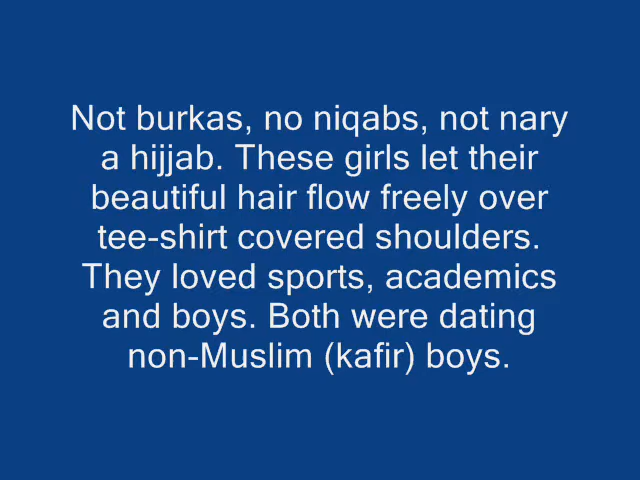 Not burkas, no niqabs, not nary
a hijjab. These girls let their
beautiful hair flow freely over
tee-shirt covered shoulders.
They loved sports, academics
and boys. Both were dating
non-Muslim (kafir) boys.